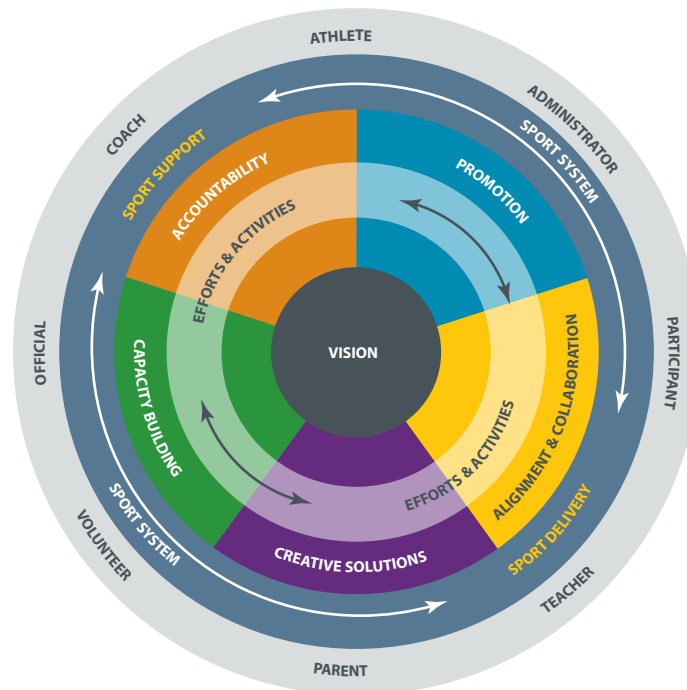 ATHLETE
ADMINISTRATOR
PARTICIPANT
TEACHER
PARENT
VOLUNTEER
OFFICIAL
COACH
SPORT SUPPORT
SPORT SYSTEM
SPORT DELIVERY
SPORT SYSTEM
ACCOUNTABILITY
PROMOTION
ALIGNMENT & COLLABORATION
CREATIVE SOLUTIONS
CAPACITY BUILDING
EFFORTS & ACTIVITIES
EFFORTS & ACTIVITIES
VISION